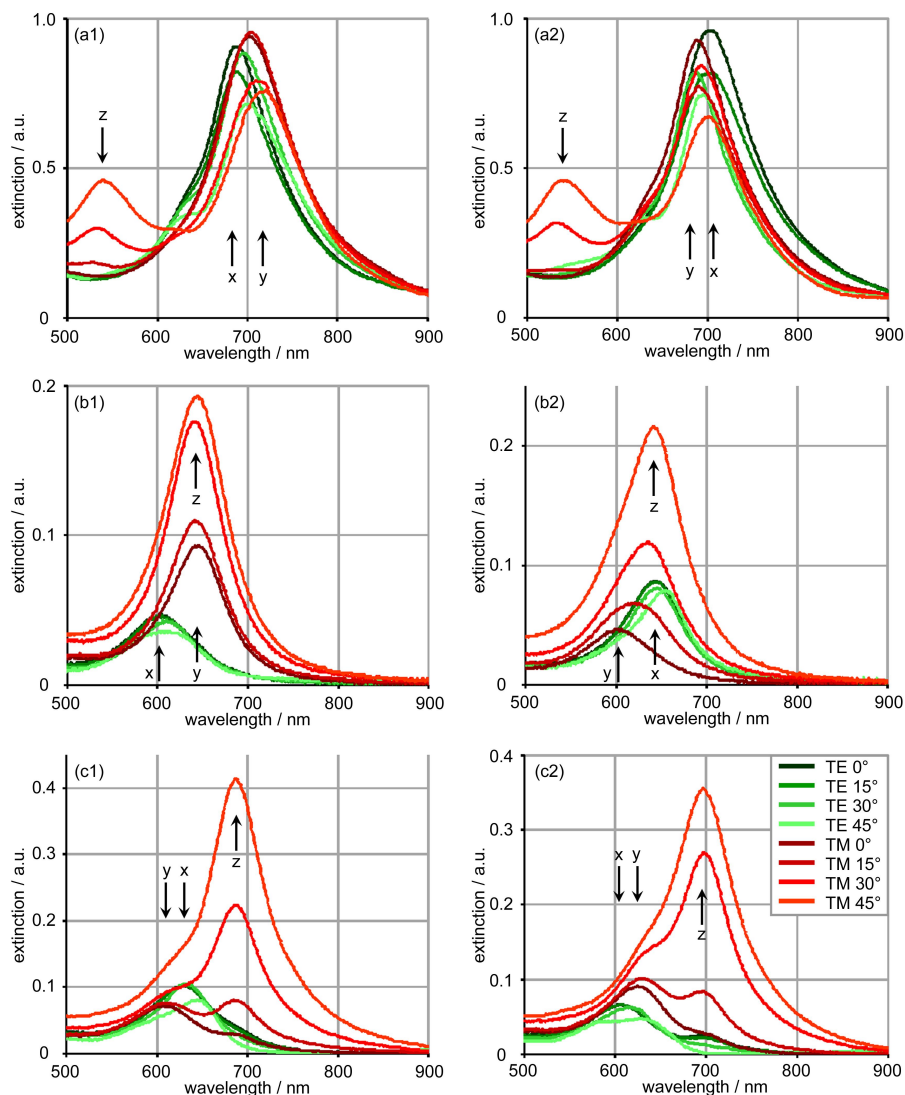 (a1)
1.0
0.5
0
extinction / a.u.
z
x
y
500
600
700
800
900
wavelength / nm
(a2)
1.0
0.5
0
extinction / a.u.
z
y
x
500
600
700
800
900
wavelength / nm
(b1)
0.2
0.1
0
extinction / a.u.
z
x
y
500
600
700
800
900
wavelength / nm
(b2)
0.2
0.1
0
extinction / a.u.
z
y
x
500
600
700
800
900
wavelength / nm
(c1)
0.4
0.3
0.2
0.1
0
extinction / a.u.
y
x
z
500
600
700
800
900
wavelength / nm
(c2)
0.4
0.3
0.2
0.1
0
extinction / a.u.
x
y
z
TE 0°
TE 15°
TE 30°
TE 45°
TM 0°
TM 15°
TM 30°
TM 45°
500
600
700
800
900
wavelength / nm